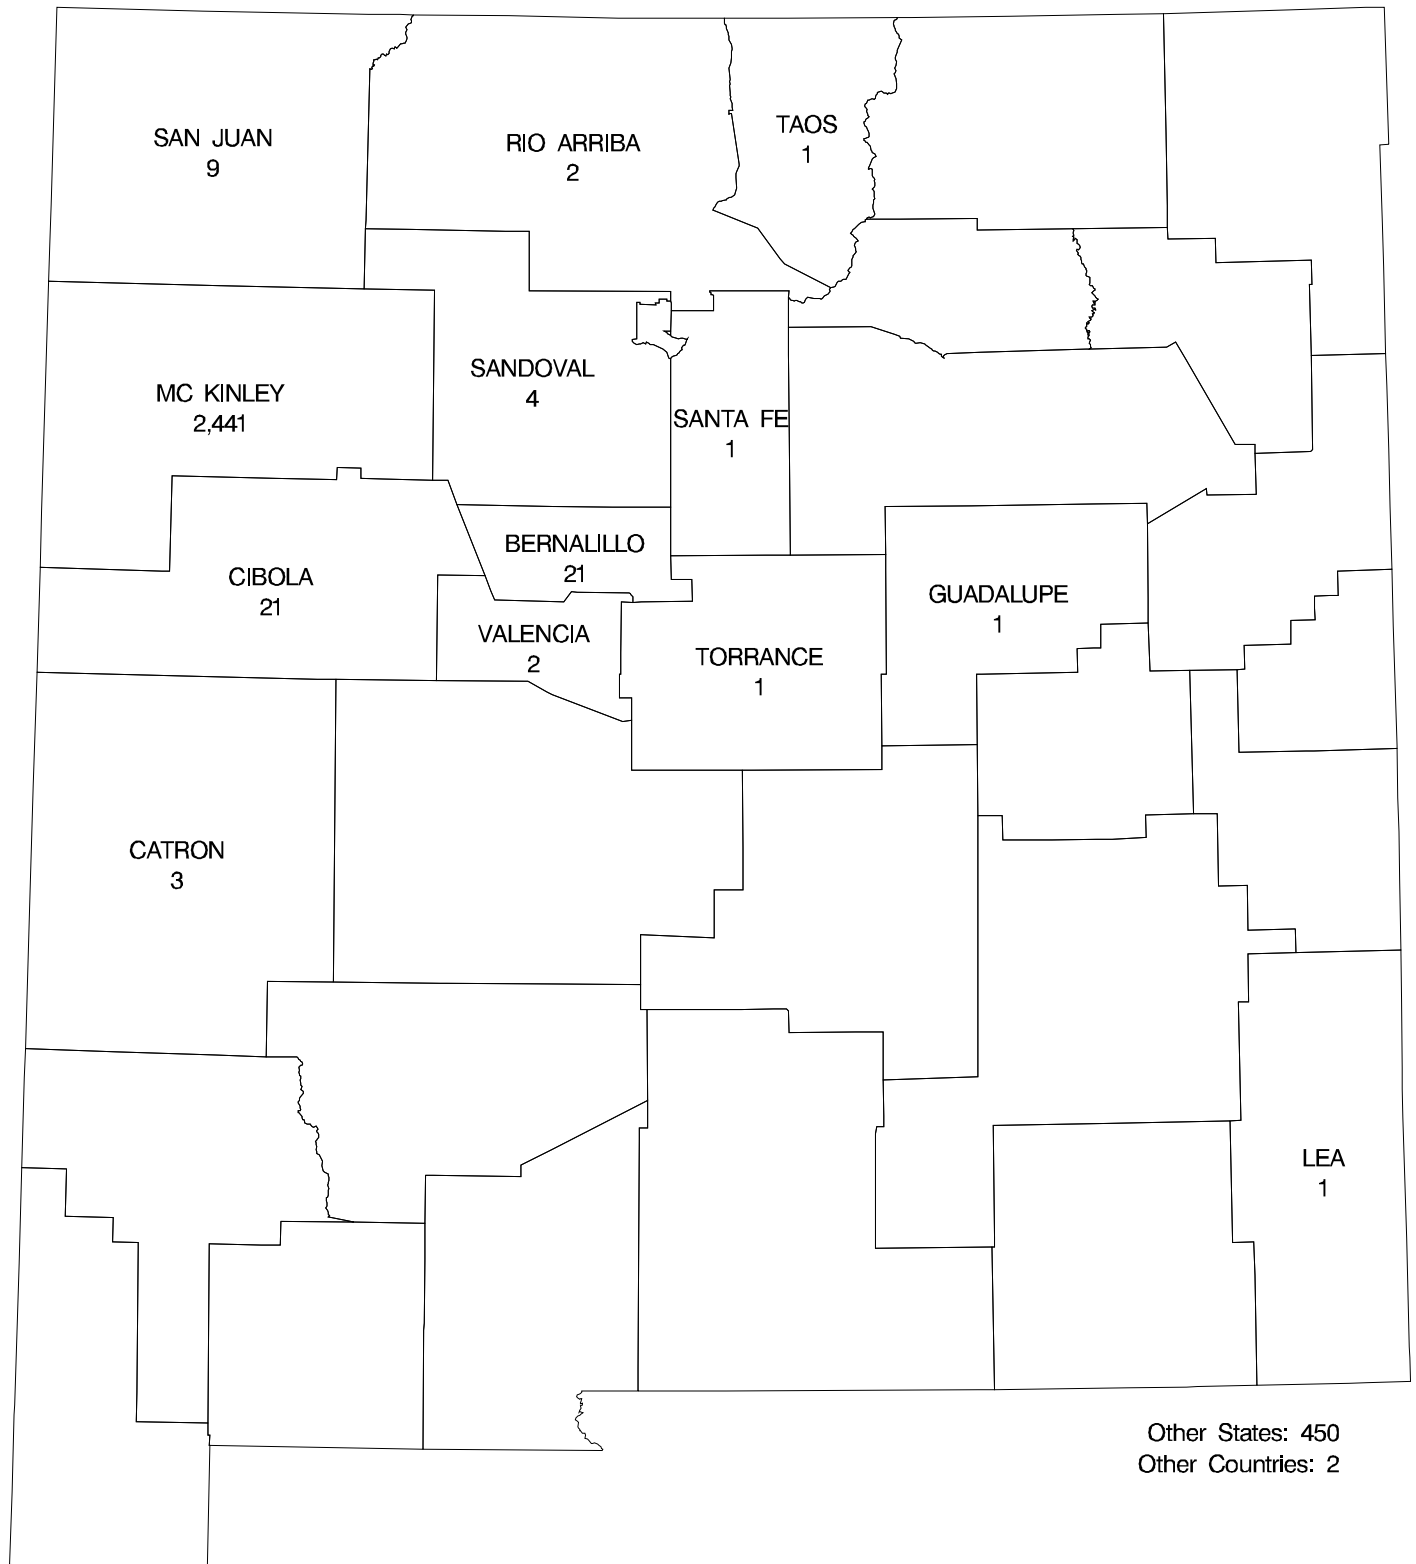 SAN JUAN
9
RIO ARRIBA
2
TAOS
1
MC KINLEY
2,441
SANDOVAL
4
SANTA FE
1
CIBOLA
21
BERNALILLO
21
VALENCIA
2
TORRANCE
1
GUADALUPE
1
CATRON
3
LEA
1
Other States: 450
Other Countries: 2